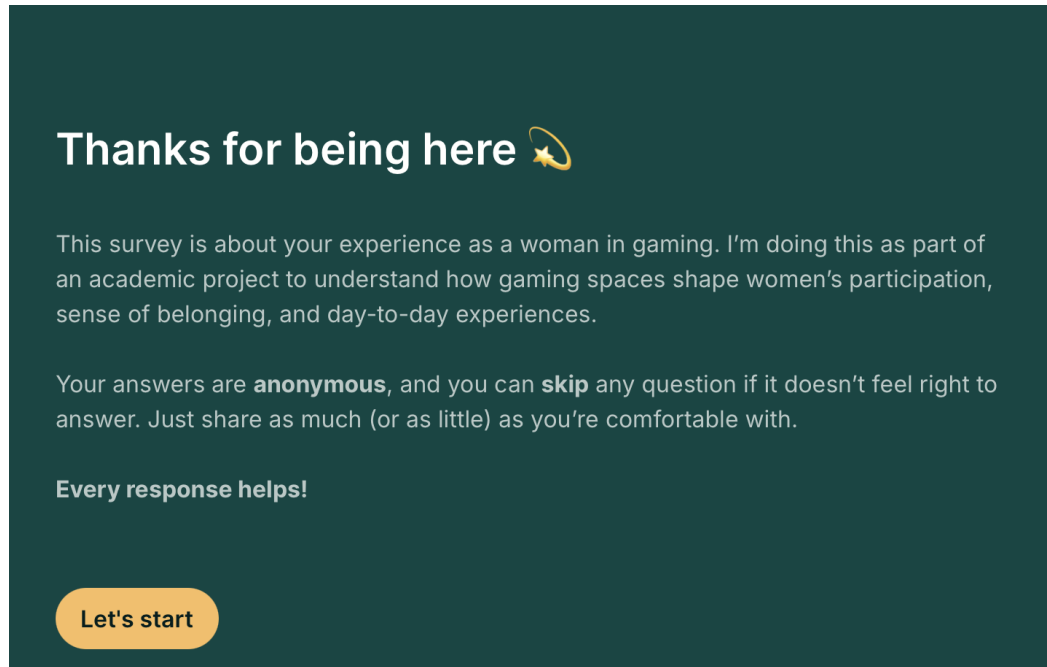 Thanks for being here 💫
This survey is about your experience as a woman in gaming. I’m doing this as part of
an academic project to understand how gaming spaces shape women’s participation,
sense of belonging, and day-to-day experiences.
Your answers are anonymous, and you can skip any question if it doesn’t feel right to
answer. Just share as much (or as little) as you’re comfortable with.
Every response helps!
Let's start